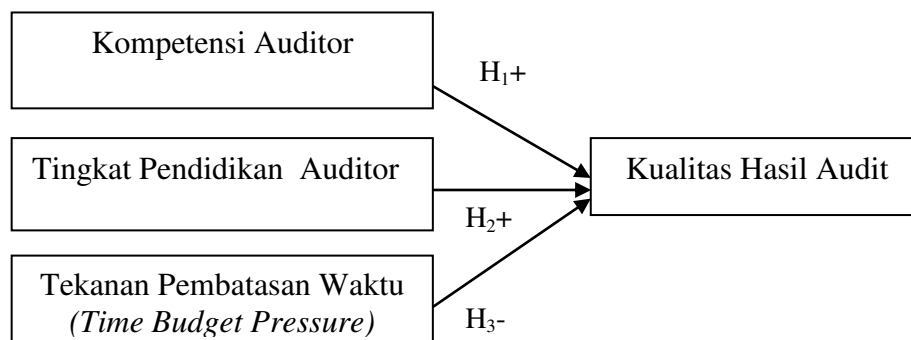 Kompetensi Auditor
H₁+
Tingkat Pendidikan Auditor
Kualitas Hasil Audit
H₂+
Tekanan Pembatasan Waktu
(Time Budget Pressure)
H₃-